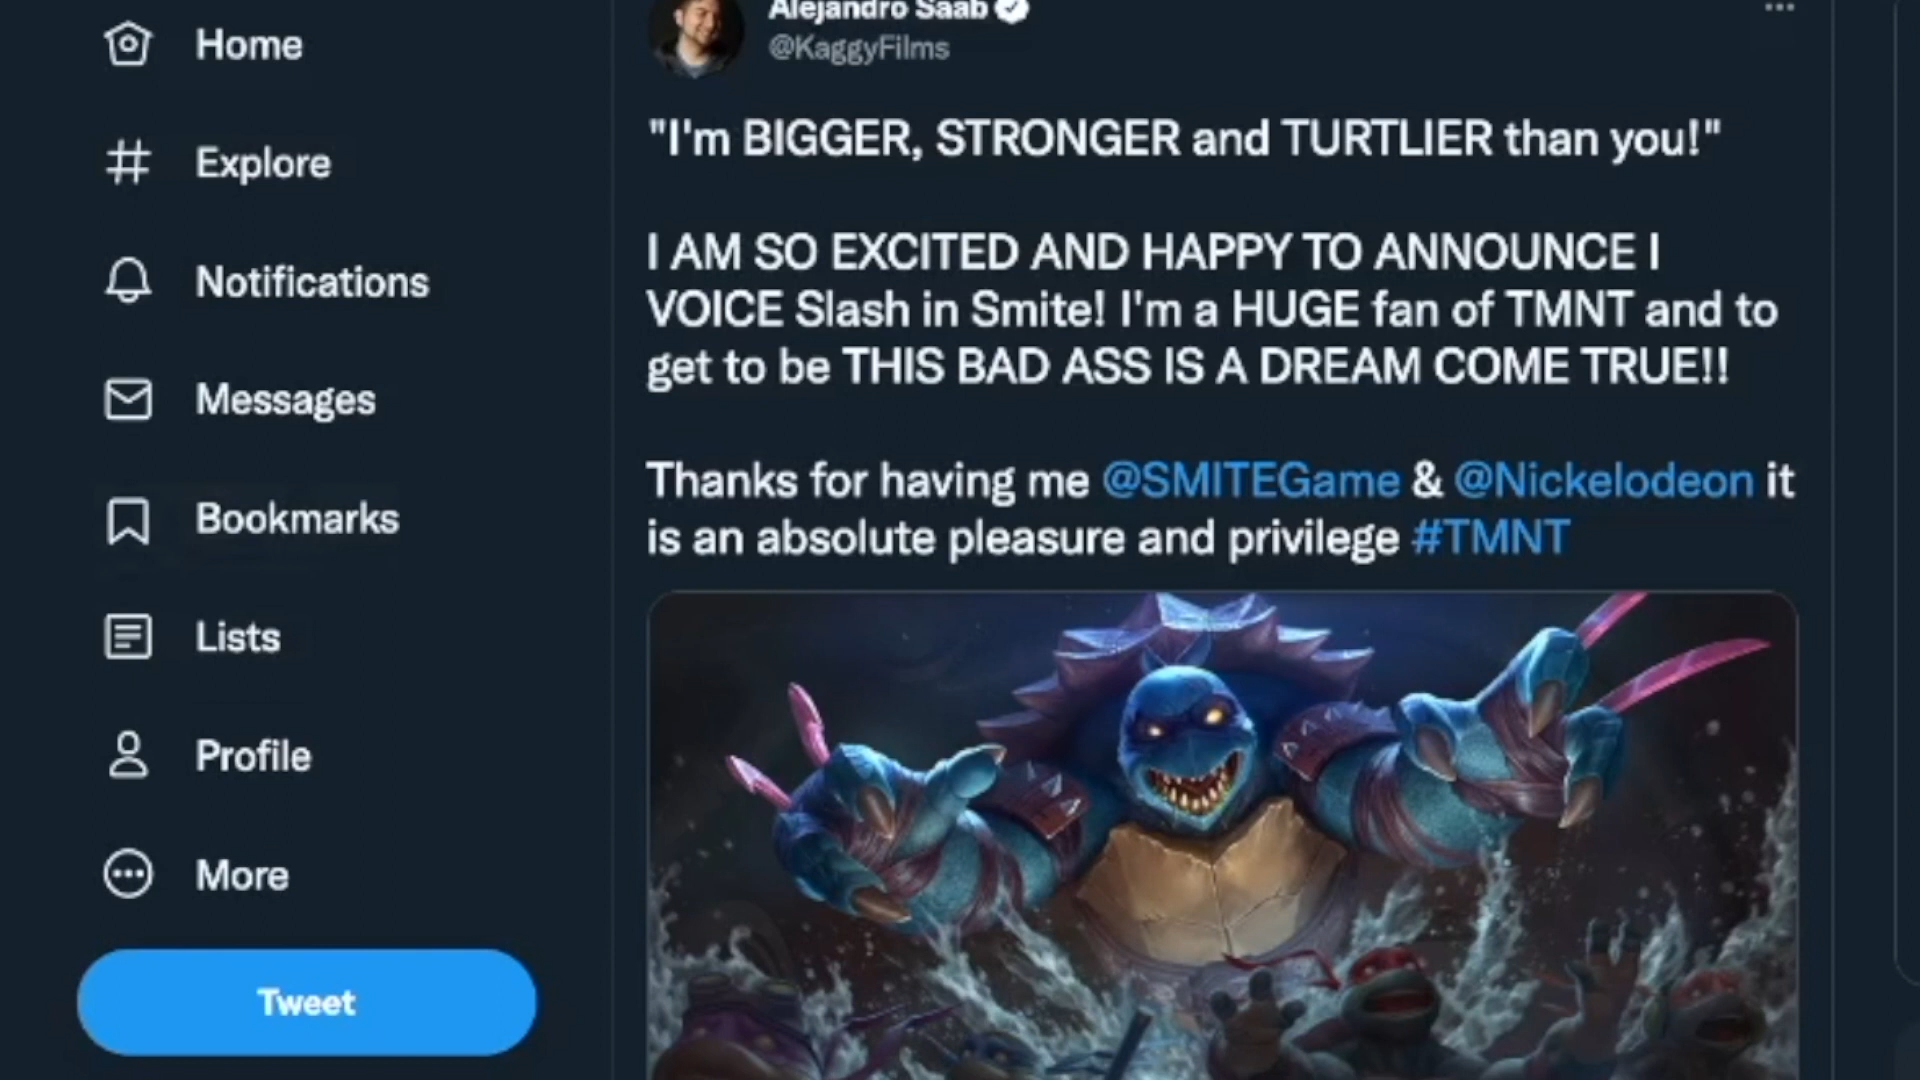 Home
Explore
Notifications
Messages
Bookmarks
Lists
Profile
More
Tweet
Alejandro Saab
@KaggyFilms
"I'm BIGGER, STRONGER and TURTLIER than you!"
I AM SO EXCITED AND HAPPY TO ANNOUNCE I
VOICE Slash in Smite! I'm a HUGE fan of TMNT and to
get to be THIS BAD ASS IS A DREAM COME TRUE!!
Thanks for having me @SMITEGame & @Nickelodeon it
is an absolute pleasure and privilege #TMNT